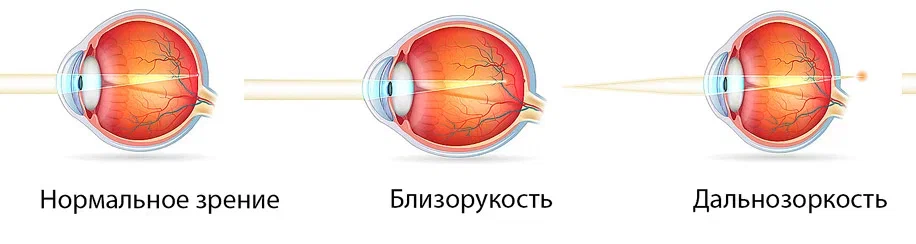 Нормальное зрение
Близорукость
Дальнозоркость